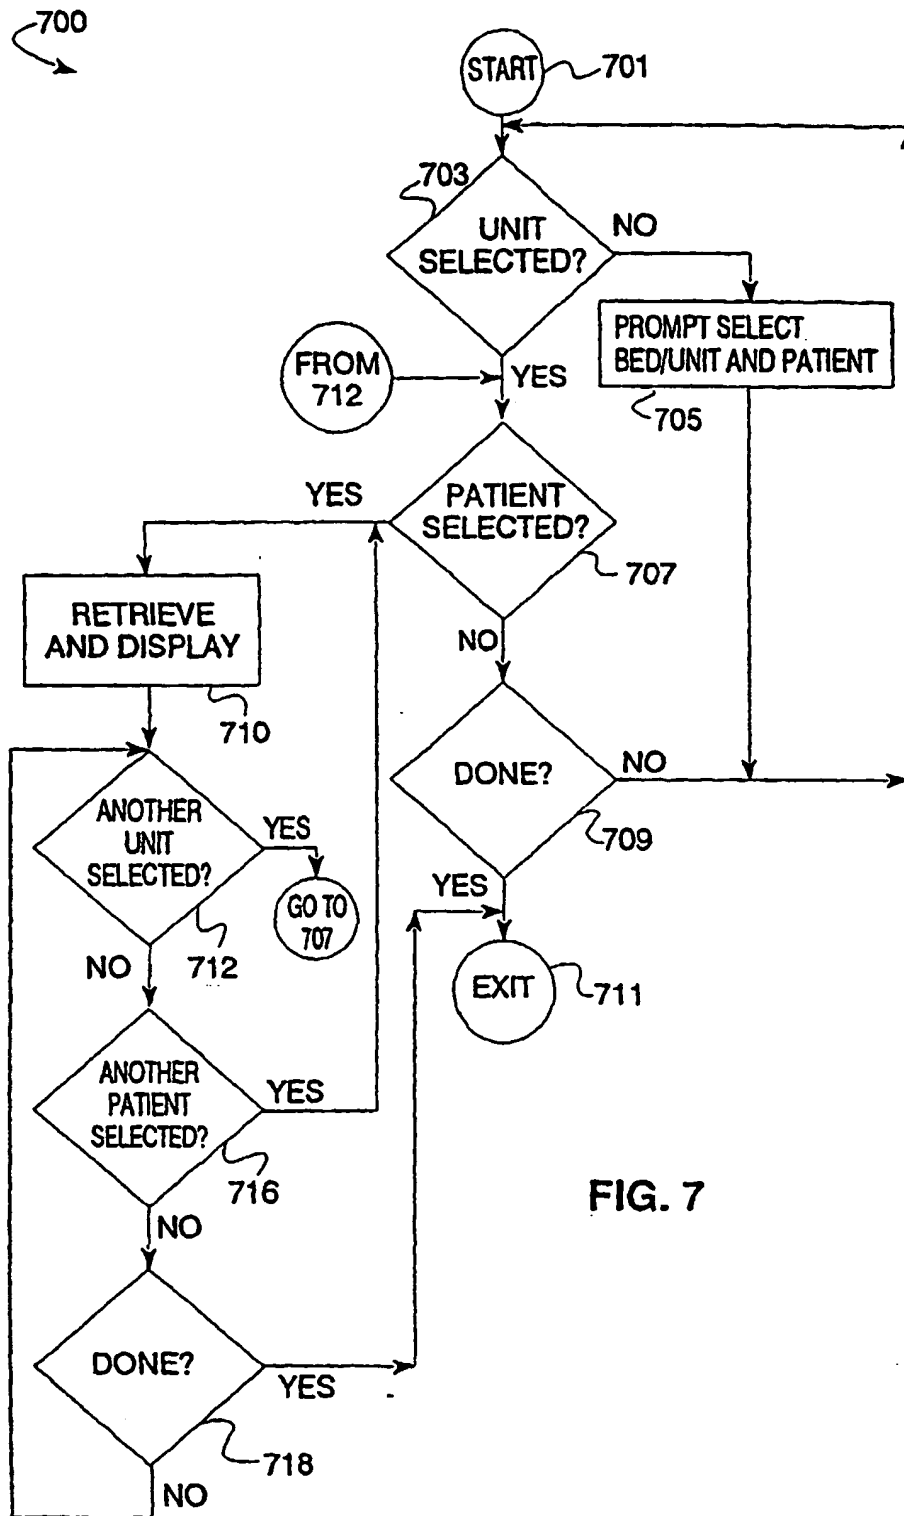 700
START
701
703
UNIT
SELECTED?
NO
PROMPT SELECT
BED/UNIT AND PATIENT
705
FROM
712
YES
PATIENT
SELECTED?
707
YES
NO
RETRIEVE
AND DISPLAY
710
DONE?
NO
709
YES
EXIT
711
ANOTHER
UNIT
SELECTED?
YES
GO TO
707
712
NO
ANOTHER
PATIENT
SELECTED?
YES
716
NO
DONE?
YES
718
NO
FIG. 7